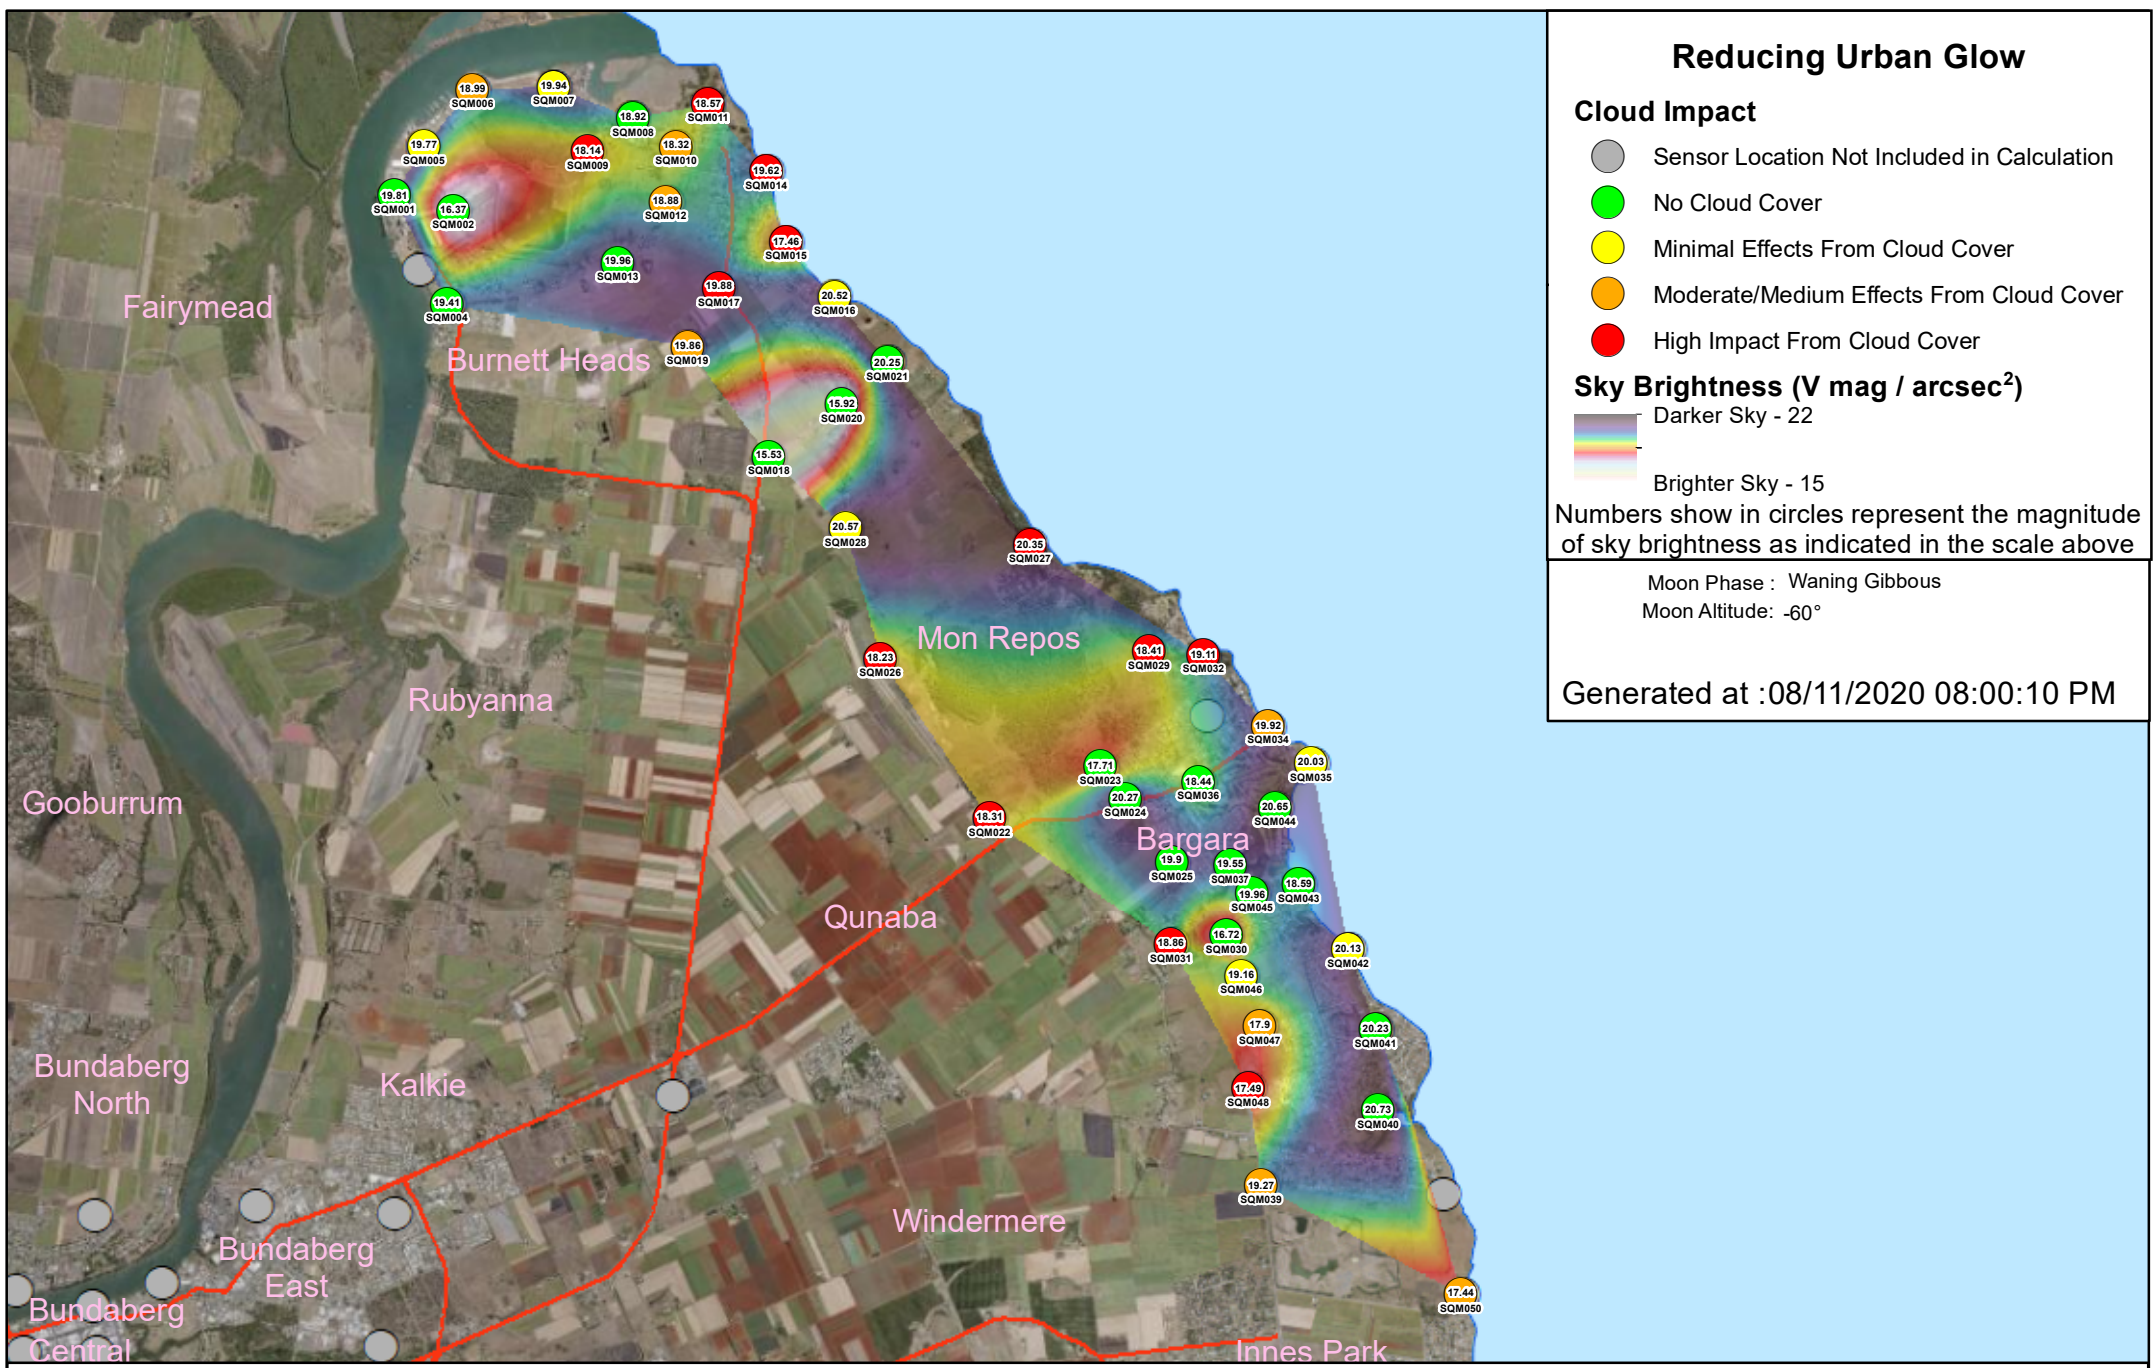 Reducing Urban Glow
Cloud Impact
Sensor Location Not Included in Calculation
No Cloud Cover
Minimal Effects From Cloud Cover
Moderate/Medium Effects From Cloud Cover
High Impact From Cloud Cover
Sky Brightness (V mag / arcsec²)
Darker Sky - 22
Brighter Sky - 15
Numbers show in circles represent the magnitude
of sky brightness as indicated in the scale above
Moon Phase : Waning Gibbous
Moon Altitude: -60°
Generated at :08/11/2020 08:00:10 PM
18.99
SQM006
19.94
SQM007
18.92
SQM008
18.57
SQM011
19.77
SQM005
18.14
SQM009
18.32
SQM010
19.62
SQM014
19.81
SQM001
16.37
SQM002
18.88
SQM012
17.46
SQM015
19.96
SQM013
19.88
SQM017
20.52
SQM016
19.41
SQM004
Fairymead
19.86
SQM019
Burnett Heads
20.25
SQM021
15.92
SQM020
15.53
SQM018
20.57
SQM028
20.35
SQM027
Mon Repos
18.23
SQM026
18.41
SQM029
19.11
SQM032
Rubyanna
19.92
SQM034
20.03
SQM035
17.71
SQM023
18.44
SQM036
20.27
SQM024
20.65
SQM044
Gooburrum
18.31
SQM022
Bargara
19.9
SQM025
19.55
SQM037
19.96
SQM045
18.59
SQM043
Qunaba
18.86
SQM031
16.72
SQM030
20.13
SQM042
19.16
SQM046
17.9
SQM047
20.23
SQM041
Bundaberg
North
Kalkie
17.49
SQM048
20.73
SQM040
19.27
SQM039
Windermere
Bundaberg
East
17.44
SQM050
Bundaberg
Central
Innes Park